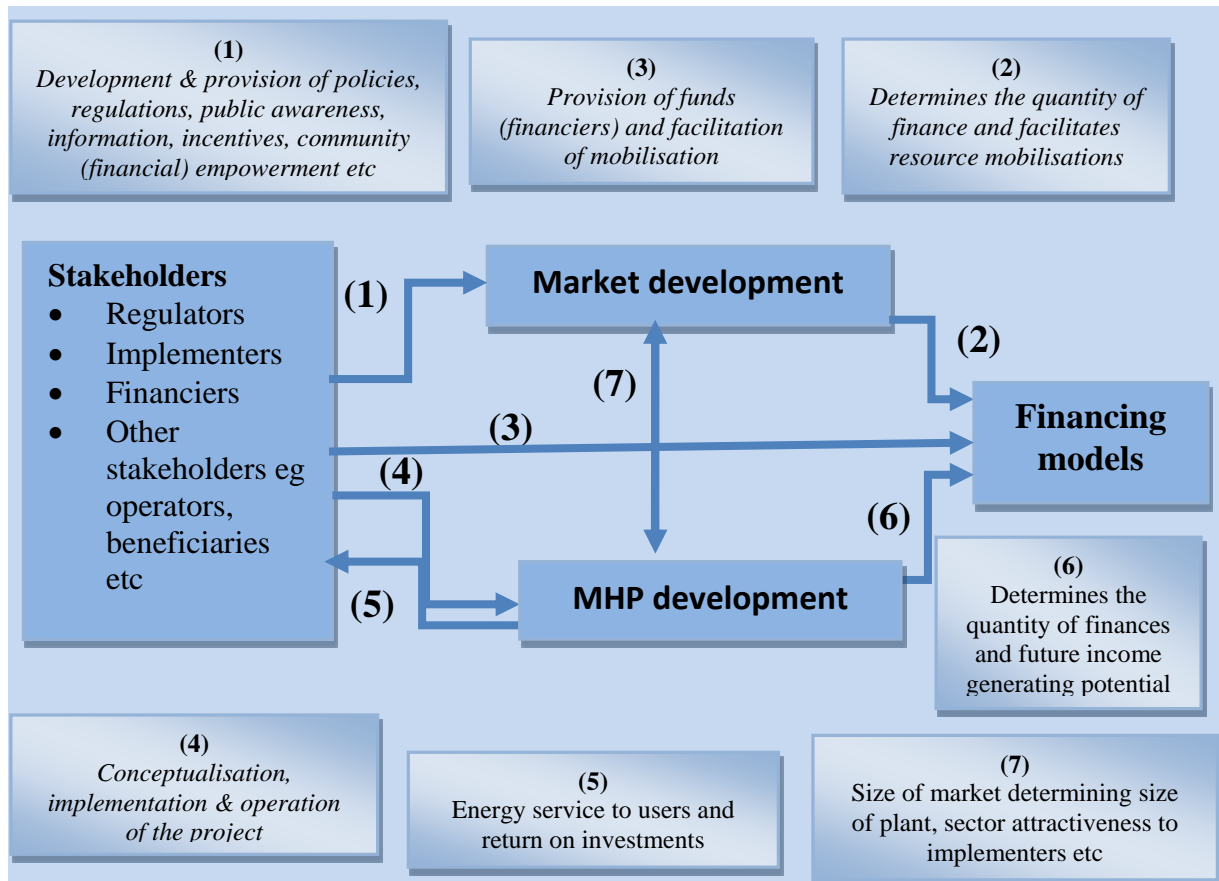 (1)
Development & provision of policies,
regulations, public awareness,
information, incentives, community
(financial) empowerment etc
(3)
Provision of funds
(financiers) and facilitation
of mobilisation
(2)
Determines the quantity of
finance and facilitates
resource mobilisations
Stakeholders
• Regulators
• Implementers
• Financiers
• Other
stakeholders eg
operators,
beneficiaries
etc
(1)
Market development
(2)
(7)
(3)
Financing
models
(4)
(6)
(5)
MHP development
(6)
Determines the
quantity of finances
and future income
generating potential
(4)
Conceptualisation,
implementation & operation
of the project
(5)
Energy service to users and
return on investments
(7)
Size of market determining size
of plant, sector attractiveness to
implementers etc